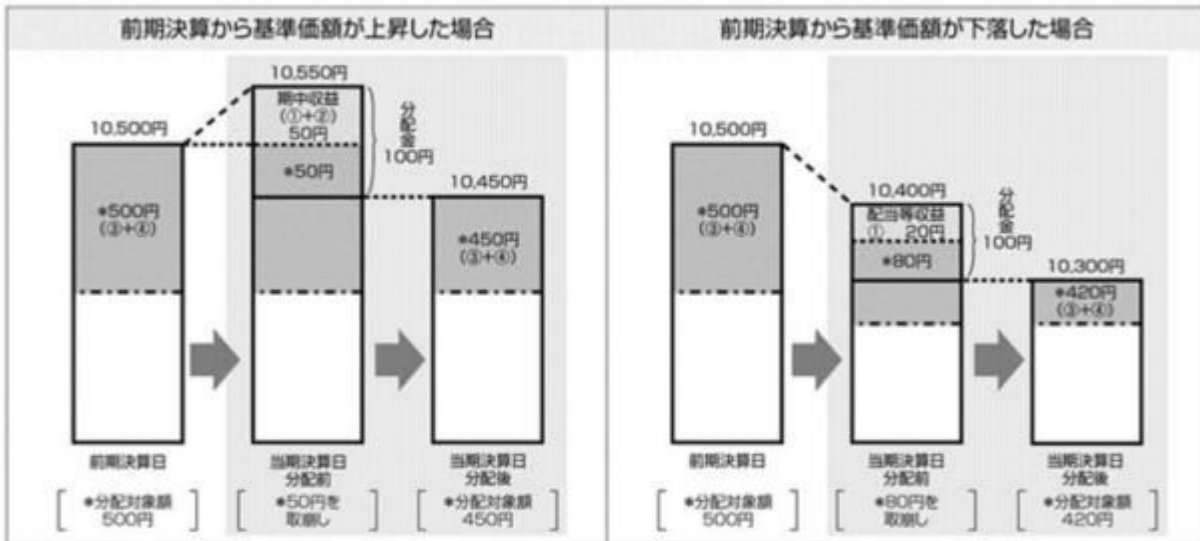 前期決算から基準価額が上昇した場合
10,500円
*500円
(③+④)
10,550円
期中収益
(①+②)
50円
*50円
分配金
100円
10,450円
*450円
(③+④)
前期決算日
当期決算日
分配前
当期決算日
分配後
*分配対象額
500円
*50円を
取崩し
*分配対象額
450円
前期決算から基準価額が下落した場合
10,500円
*500円
(③+④)
10,400円
配当等収益
① 20円
*80円
分配金
100円
10,300円
*420円
(③+④)
前期決算日
当期決算日
分配前
当期決算日
分配後
*分配対象額
500円
*80円を
取崩し
*分配対象額
420円